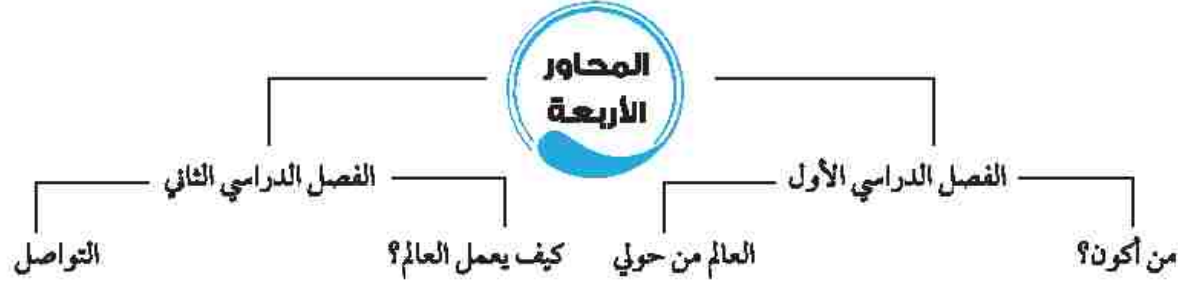 المحاور
الأربعة
الفصل الدراسي الأول
الفصل الدراسي الثاني
من أكون؟
العالم من حولي
كيف يعمل العالم؟
التواصل